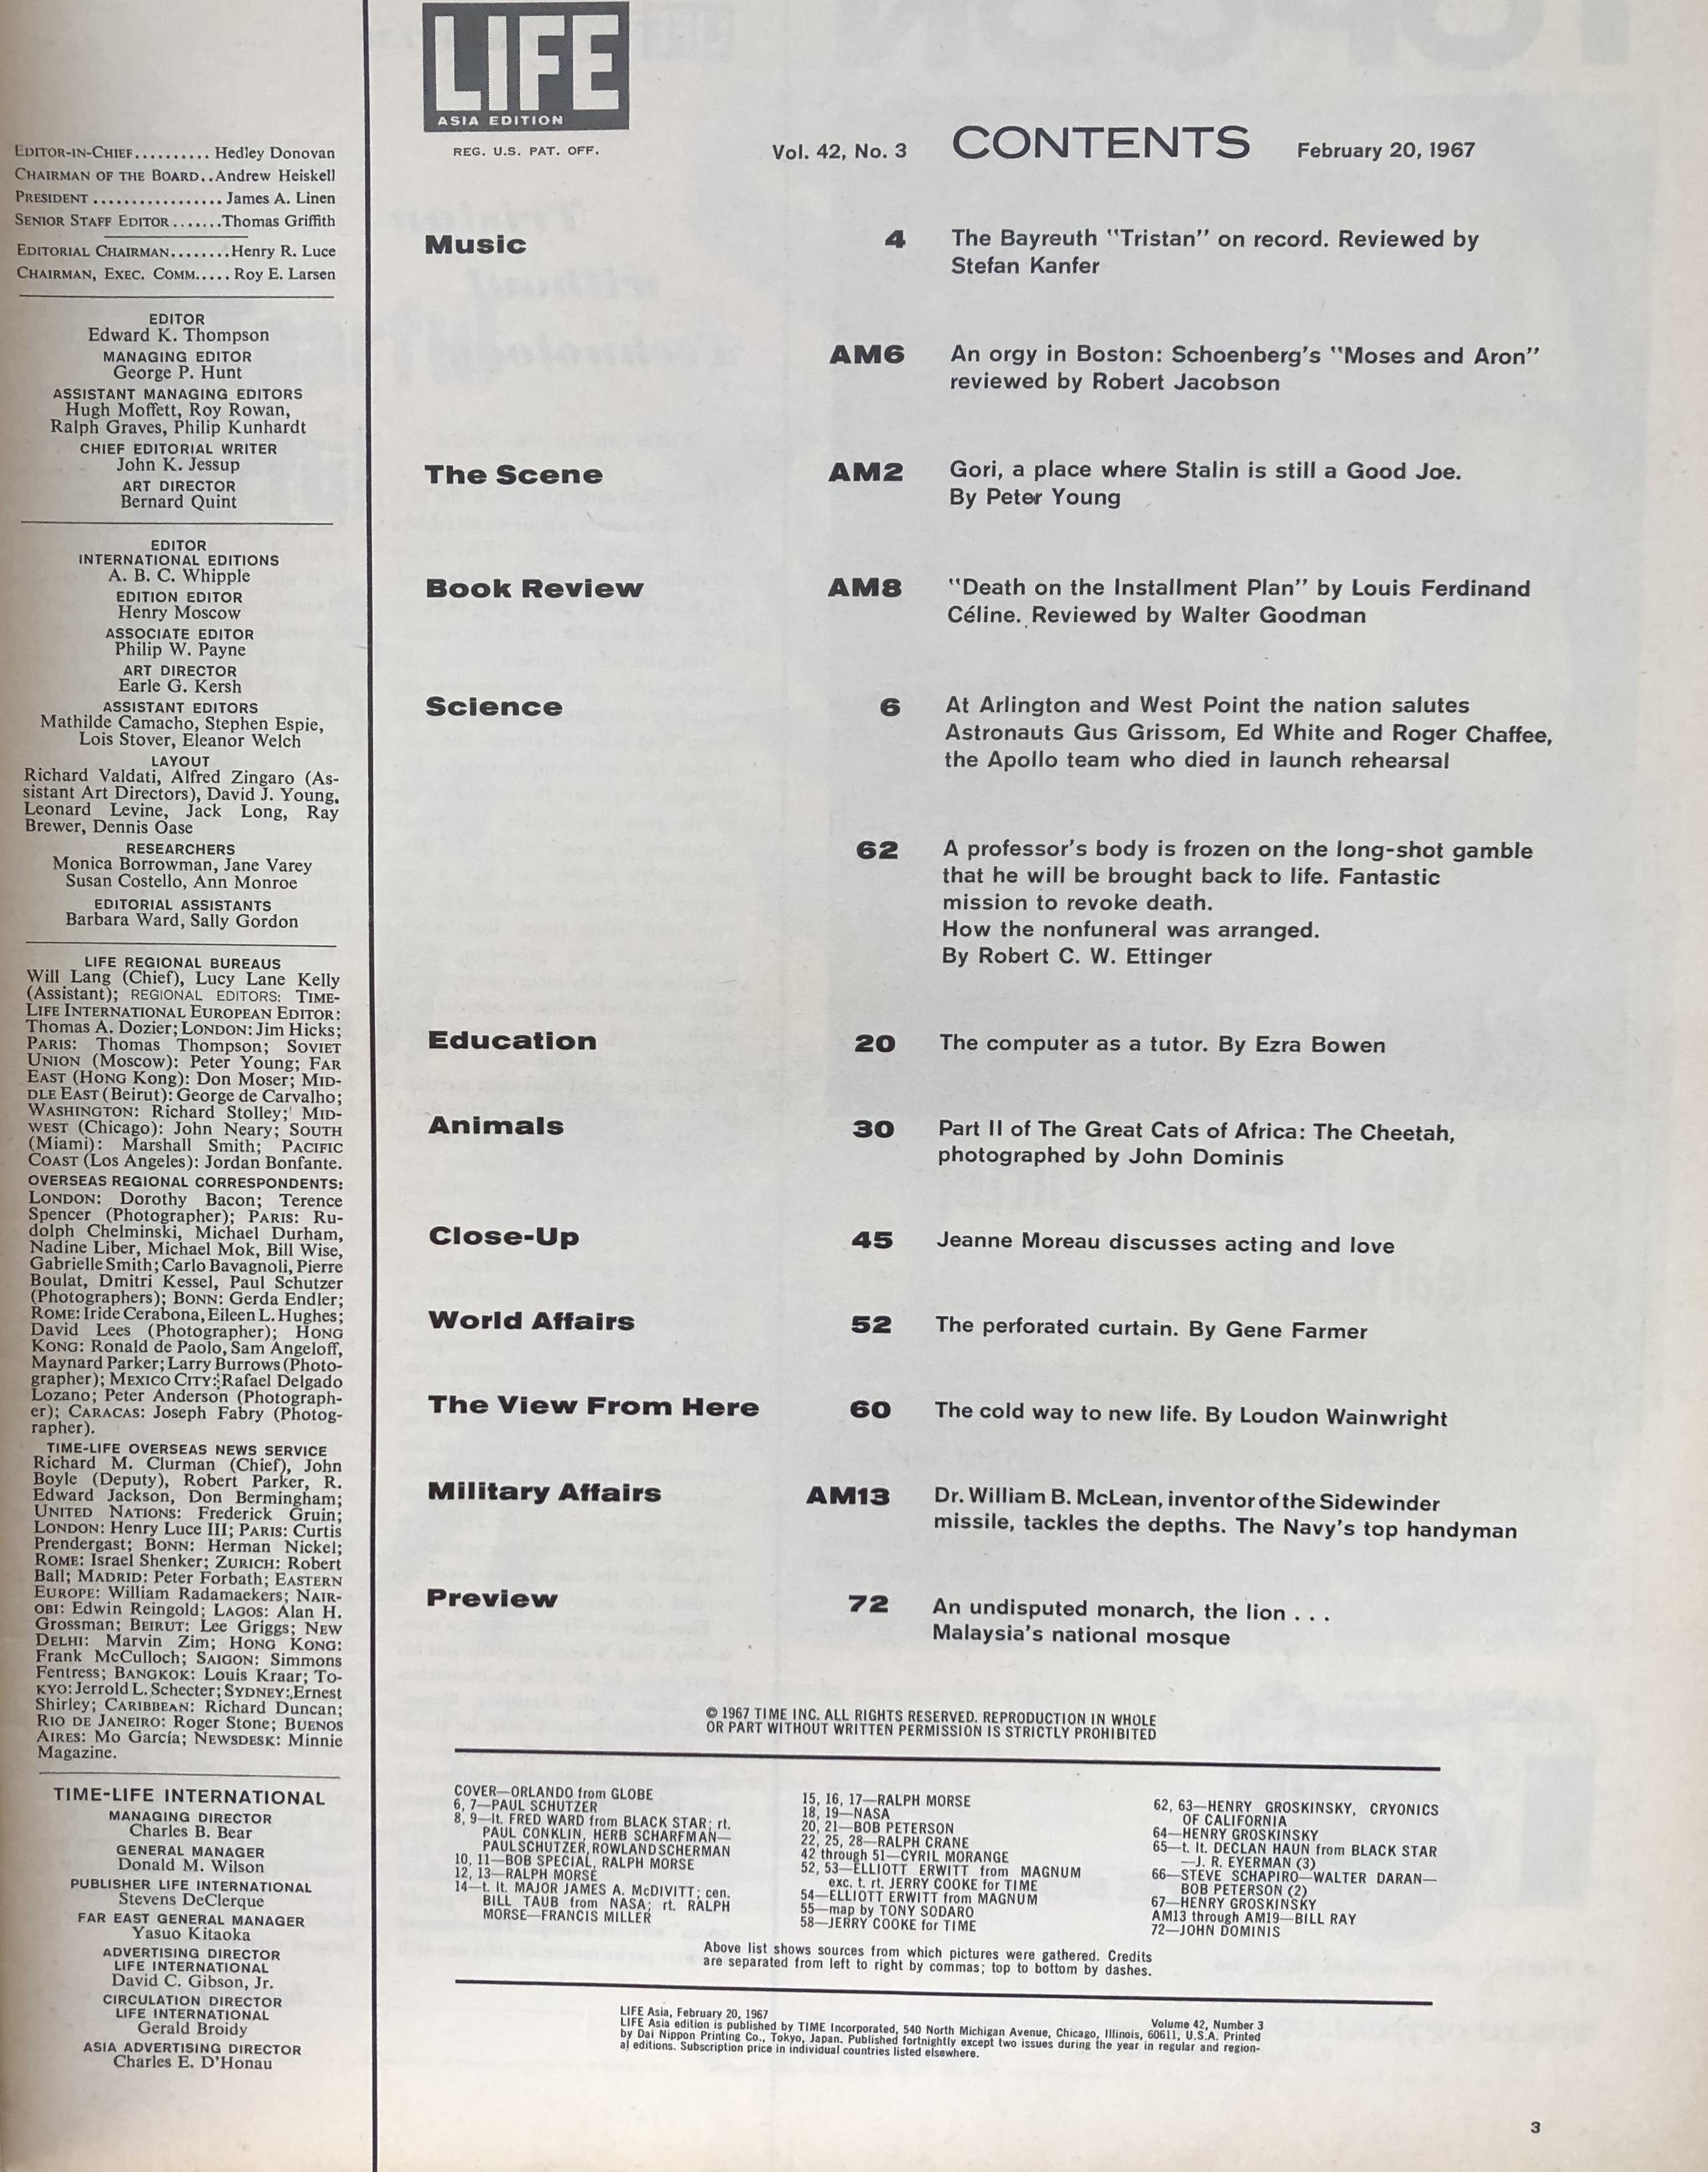 LIFE
ASIA EDITION
REG. U.S. PAT. OFF.
EDITOR-IN-CHIEF.......... Hedley Donovan
CHAIRMAN OF THE BOARD..Andrew Heiskell
PRESIDENT ................. James A. Linen
SENIOR STAFF EDITOR .......Thomas Griffith
EDITORIAL CHAIRMAN........Henry R. Luce
CHAIRMAN, EXEC. COMM..... Roy E. Larsen
EDITOR
Edward K. Thompson
MANAGING EDITOR
George P. Hunt
ASSISTANT MANAGING EDITORS
Hugh Moffett, Roy Rowan,
Ralph Graves, Philip Kunhardt
CHIEF EDITORIAL WRITER
John K. Jessup
ART DIRECTOR
Bernard Quint
EDITOR
INTERNATIONAL EDITIONS
A. B. C. Whipple
EDITION EDITOR
Henry Moscow
ASSOCIATE EDITOR
Philip W. Payne
ART DIRECTOR
Earle G. Kersh
ASSISTANT EDITORS
Mathilde Camacho, Stephen Espie,
Lois Stover, Eleanor Welch
LAYOUT
Richard Valdati, Alfred Zingaro (As-
sistant Art Directors), David J. Young,
Leonard Levine, Jack Long, Ray
Brewer, Dennis Oase
RESEARCHERS
Monica Borrowman, Jane Varey
Susan Costello, Ann Monroe
EDITORIAL ASSISTANTS
Barbara Ward, Sally Gordon
LIFE REGIONAL BUREAUS
Will Lang (Chief), Lucy Lane Kelly
(Assistant); REGIONAL EDITORS: TIME-
LIFE INTERNATIONAL EUROPEAN EDITOR:
Thomas A. Dozier; LONDON: Jim Hicks;
PARIS: Thomas Thompson; SOVIET
UNION (Moscow): Peter Young; FAR
EAST (HONG Kong): Don Moser; MID-
DLE EAST (Beirut): George de Carvalho;
WASHINGTON: Richard Stolley; MID-
WEST (Chicago): John Neary; SOUTH
(Miami): Marshall Smith; PACIFIC
COAST (Los Angeles): Jordan Bonfante.
OVERSEAS REGIONAL CORRESPONDENTS:
LONDON: Dorothy Bacon; Terence
Spencer (Photographer); PARIS: Ru-
dolph Chelminski, Michael Durham,
Nadine Liber, Michael Mok, Bill Wise,
Gabrielle Smith; Carlo Bavagnoli, Pierre
Boulat, Dmitri Kessel, Paul Schutzer
(Photographers); BONN: Gerda Endler;
ROME: Iride Cerabona, Eileen L. Hughes;
David Lees (Photographer); HONG
KONG: Ronald de Paolo, Sam Angeloff,
Maynard Parker; Larry Burrows (Photo-
grapher); MEXICO CITY: Rafael Delgado
Lozano; Peter Anderson (Photograph-
er); CARACAS: Joseph Fabry (Photog-
rapher).
TIME-LIFE OVERSEAS NEWS SERVICE
Richard M. Clurman (Chief), John
Boyle (Deputy), Robert Parker, R.
Edward Jackson, Don Bermingham;
UNITED NATIONS: Frederick Gruin;
LONDON: Henry Luce III; PARIS: Curtis
Prendergast; BONN: Herman Nickel;
ROME: Israel Shenker; ZURICH: Robert
Ball; MADRID: Peter Forbath; EASTERN
EUROPE: William Radamaekers; NAIR-
OBI: Edwin Reingold; LAGOS: Alan H.
Grossman; BEIRUT: Lee Griggs; NEW
DELHI: Marvin Zim; HONG KONG:
Frank McCulloch; SAIGON: Simmons
Fentress; BANGKOK: Louis Kraar; TO-
KYO: Jerrold L. Schecter; SYDNEY: Ernest
Shirley; CARIBBEAN: Richard Duncan;
RIO DE JANEIRO: Roger Stone; BUENOS
AIRES: Mo García; NEWSDESK: Minnie
Magazine.
TIME-LIFE INTERNATIONAL
MANAGING DIRECTOR
Charles B. Bear
GENERAL MANAGER
Donald M. Wilson
PUBLISHER LIFE INTERNATIONAL
Stevens DeClerque
FAR EAST GENERAL MANAGER
Yasuo Kitaoka
ADVERTISING DIRECTOR
LIFE INTERNATIONAL
David C. Gibson, Jr.
CIRCULATION DIRECTOR
LIFE INTERNATIONAL
Gerald Broidy
ASIA ADVERTISING DIRECTOR
Charles E. D'Honau
Vol. 42, No. 3 CONTENTS February 20, 1967
Music 4 The Bayreuth "Tristan" on record. Reviewed by
Stefan Kanfer
AM6 An orgy in Boston: Schoenberg's "Moses and Aron"
reviewed by Robert Jacobson
The Scene AM2 Gori, a place where Stalin is still a Good Joe.
By Peter Young
Book Review AM8 "Death on the Installment Plan" by Louis Ferdinand
Céline. Reviewed by Walter Goodman
Science 6 At Arlington and West Point the nation salutes
Astronauts Gus Grissom, Ed White and Roger Chaffee,
the Apollo team who died in launch rehearsal
62 A professor's body is frozen on the long-shot gamble
that he will be brought back to life. Fantastic
mission to revoke death.
How the nonfuneral was arranged.
By Robert C. W. Ettinger
Education 20 The computer as a tutor. By Ezra Bowen
Animals 30 Part II of The Great Cats of Africa: The Cheetah,
photographed by John Dominis
Close-Up 45 Jeanne Moreau discusses acting and love
World Affairs 52 The perforated curtain. By Gene Farmer
The View From Here 60 The cold way to new life. By Loudon Wainwright
Military Affairs AM13 Dr. William B. McLean, inventor of the Sidewinder
missile, tackles the depths. The Navy's top handyman
Preview 72 An undisputed monarch, the lion . . .
Malaysia's national mosque
© 1967 TIME INC. ALL RIGHTS RESERVED. REPRODUCTION IN WHOLE
OR PART WITHOUT WRITTEN PERMISSION IS STRICTLY PROHIBITED
COVER—ORLANDO from GLOBE
6, 7—PAUL SCHUTZER
8, 9—lt. FRED WARD from BLACK STAR; rt.
PAUL CONKLIN, HERB SCHARFMAN—
PAUL SCHUTZER, ROWLAND SCHERMAN
10, 11—BOB SPECIAL, RALPH MORSE
12, 13—RALPH MORSE
14—t. lt. MAJOR JAMES A. McDIVITT; cen.
BILL TAUB from NASA; rt. RALPH
MORSE—FRANCIS MILLER
15, 16, 17—RALPH MORSE
18, 19—NASA
20, 21—BOB PETERSON
22, 25, 28—RALPH CRANE
42 through 51—CYRIL MORANGE
52, 53—ELLIOTT ERWITT from MAGNUM
exc. t. rt. JERRY COOKE for TIME
54—ELLIOTT ERWITT from MAGNUM
55—map by TONY SODARO
58—JERRY COOKE for TIME
62, 63—HENRY GROSKINSKY, CRYONICS
OF CALIFORNIA
64—HENRY GROSKINSKY
65—t. lt. DECLAN HAUN from BLACK STAR
—J. R. EYERMAN (3)
66—STEVE SCHAPIRO—WALTER DARAN—
BOB PETERSON (2)
67—HENRY GROSKINSKY
AM13 through AM19—BILL RAY
72—JOHN DOMINIS
Above list shows sources from which pictures were gathered. Credits
are separated from left to right by commas; top to bottom by dashes.
LIFE Asia, February 20, 1967 Volume 42, Number 3
LIFE Asia edition is published by TIME Incorporated, 540 North Michigan Avenue, Chicago, Illinois, 60611, U.S.A. Printed
by Dai Nippon Printing Co., Tokyo, Japan. Published fortnightly except two issues during the year in regular and region-
al editions. Subscription price in individual countries listed elsewhere.
3